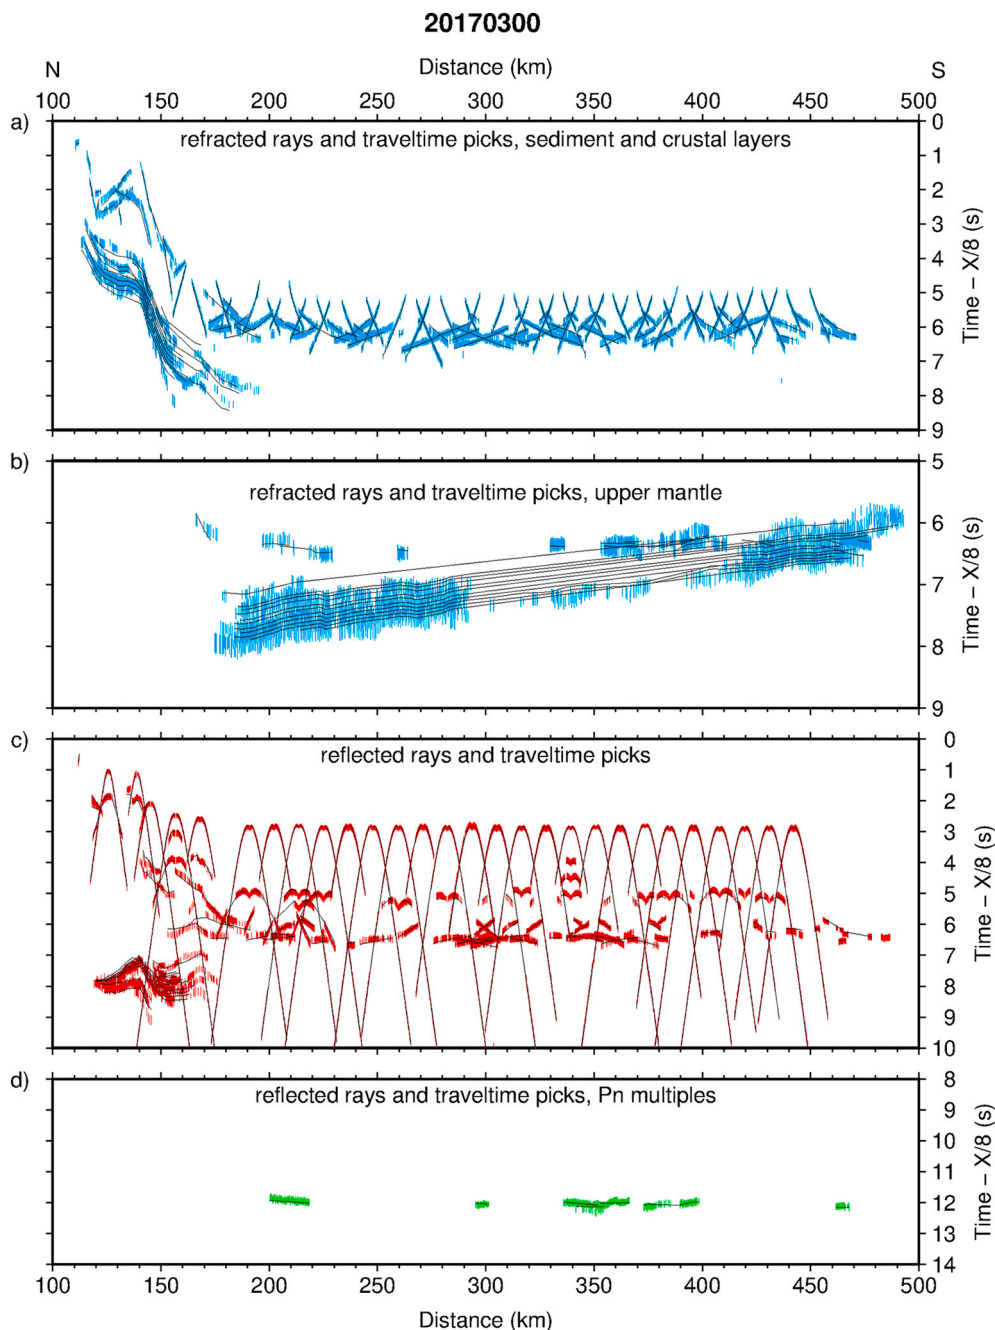 20170300
N Distance (km) S
100 150 200 250 300 350 400 450 500
a)
refracted rays and traveltime picks, sediment and crustal layers
0
1
2
3
4
5
6
7
8
9
Time – X/8 (s)
b)
refracted rays and traveltime picks, upper mantle
5
6
7
8
9
Time – X/8 (s)
c)
reflected rays and traveltime picks
0
1
2
3
4
5
6
7
8
9
10
Time – X/8 (s)
d)
reflected rays and traveltime picks, Pn multiples
8
9
10
11
12
13
14
Time – X/8 (s)
100 150 200 250 300 350 400 450 500
Distance (km)